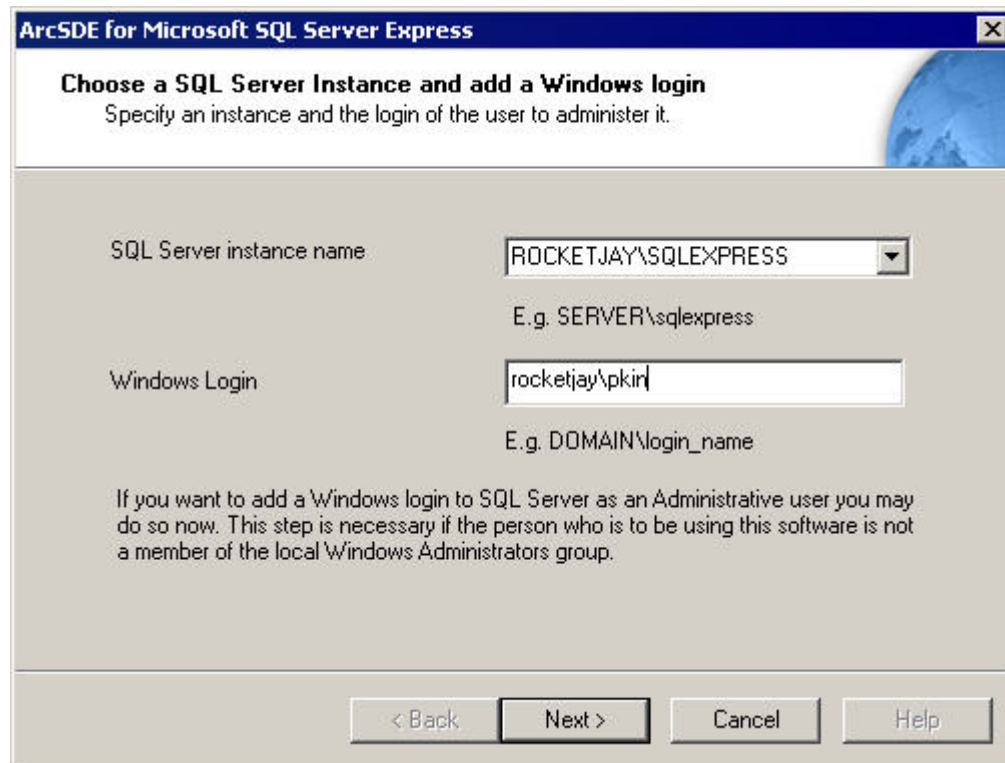 ArcSDE for Microsoft SQL Server Express
Choose a SQL Server Instance and add a Windows login
Specify an instance and the login of the user to administer it.
SQL Server instance name
ROCKETJAY\SQLEXPRESS
E.g. SERVER\sqlexpress
Windows Login
rocketjay\pkin
E.g. DOMAIN\login_name
If you want to add a Windows login to SQL Server as an Administrative user you may
do so now. This step is necessary if the person who is to be using this software is not
a member of the local Windows Administrators group.
< Back
Next >
Cancel
Help